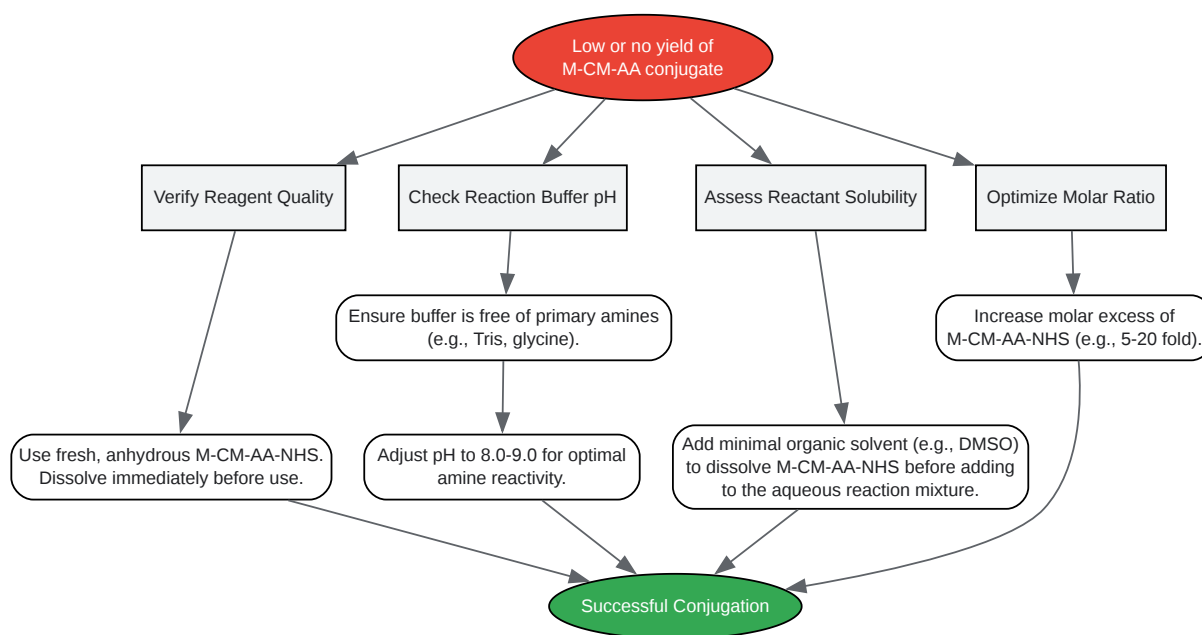 Low or no yield of
M-CM-AA conjugate
Verify Reagent Quality
Check Reaction Buffer pH
Assess Reactant Solubility
Optimize Molar Ratio
Ensure buffer is free of primary amines
(e.g., Tris, glycine).
Increase molar excess of
M-CM-AA-NHS (e.g., 5-20 fold).
Use fresh, anhydrous M-CM-AA-NHS.
Dissolve immediately before use.
Adjust pH to 8.0-9.0 for optimal
amine reactivity.
Add minimal organic solvent (e.g., DMSO)
to dissolve M-CM-AA-NHS before adding
to the aqueous reaction mixture.
Successful Conjugation